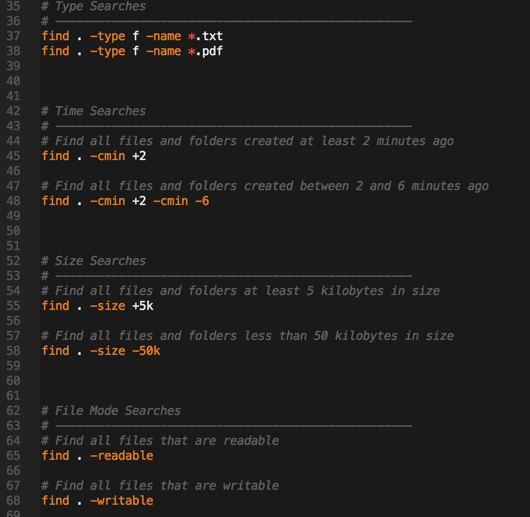 35 # Type Searches
36 # ---------------------------------------------------
37 find . -type f -name *.txt
38 find . -type f -name *.pdf
39
40
41
42 # Time Searches
43 # ---------------------------------------------------
44 # Find all files and folders created at least 2 minutes ago
45 find . -cmin +2
46
47 # Find all files and folders created between 2 and 6 minutes ago
48 find . -cmin +2 -cmin -6
49
50
51
52 # Size Searches
53 # ---------------------------------------------------
54 # Find all files and folders at least 5 kilobytes in size
55 find . -size +5k
56
57 # Find all files and folders less than 50 kilobytes in size
58 find . -size -50k
59
60
61
62 # File Mode Searches
63 # ---------------------------------------------------
64 # Find all files that are readable
65 find . -readable
66
67 # Find all files that are writable
68 find . -writable
69